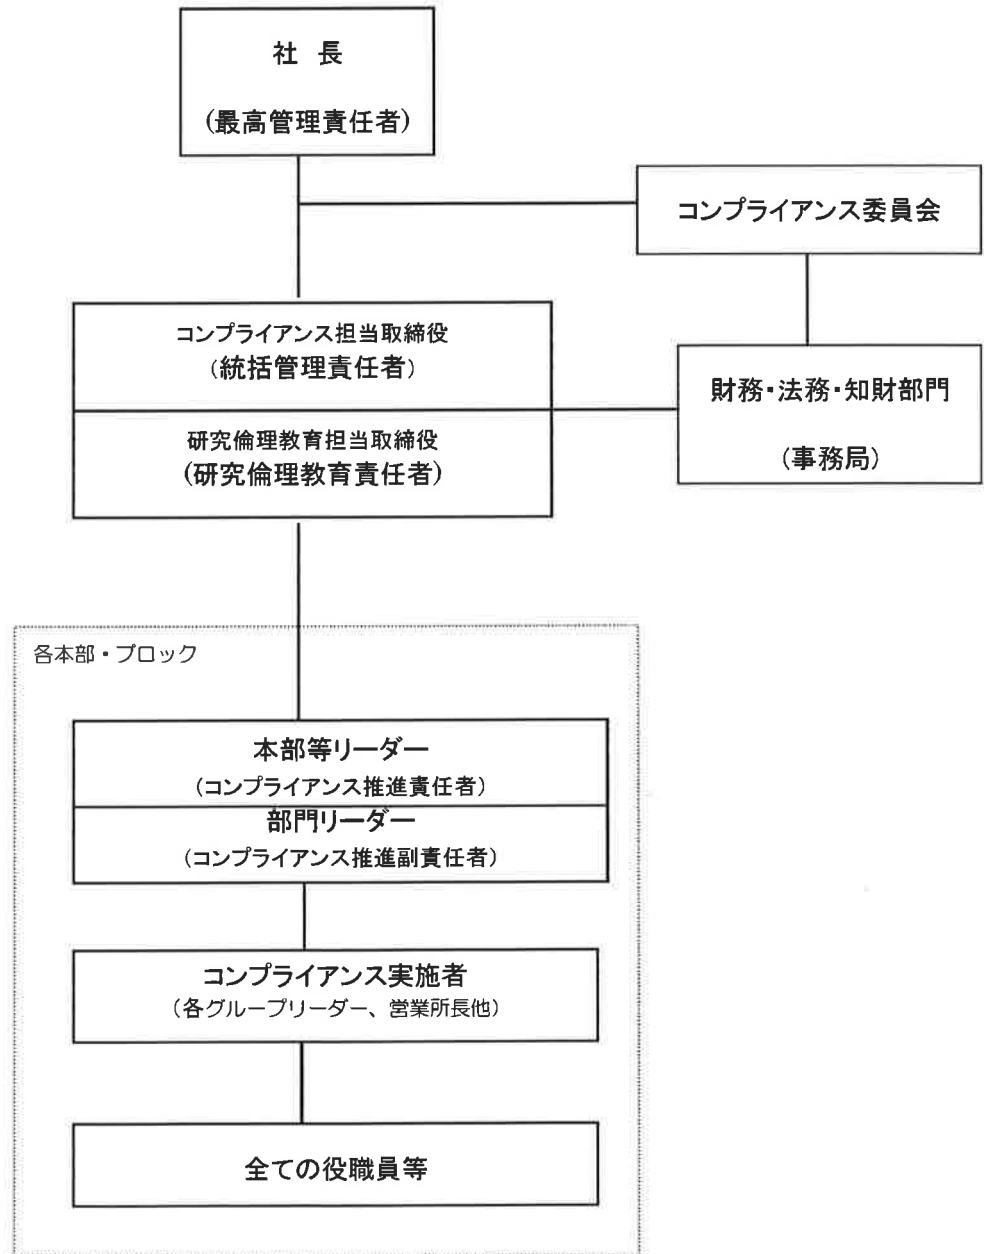 社 長
(最高管理責任者)
コンプライアンス委員会
コンプライアンス担当取締役
(統括管理責任者)
研究倫理教育担当取締役
(研究倫理教育責任者)
財務・法務・知財部門
(事務局)
各本部・ブロック
本部等リーダー
(コンプライアンス推進責任者)
部門リーダー
(コンプライアンス推進副責任者)
コンプライアンス実施者
(各グループリーダー、営業所長他)
全ての役職員等